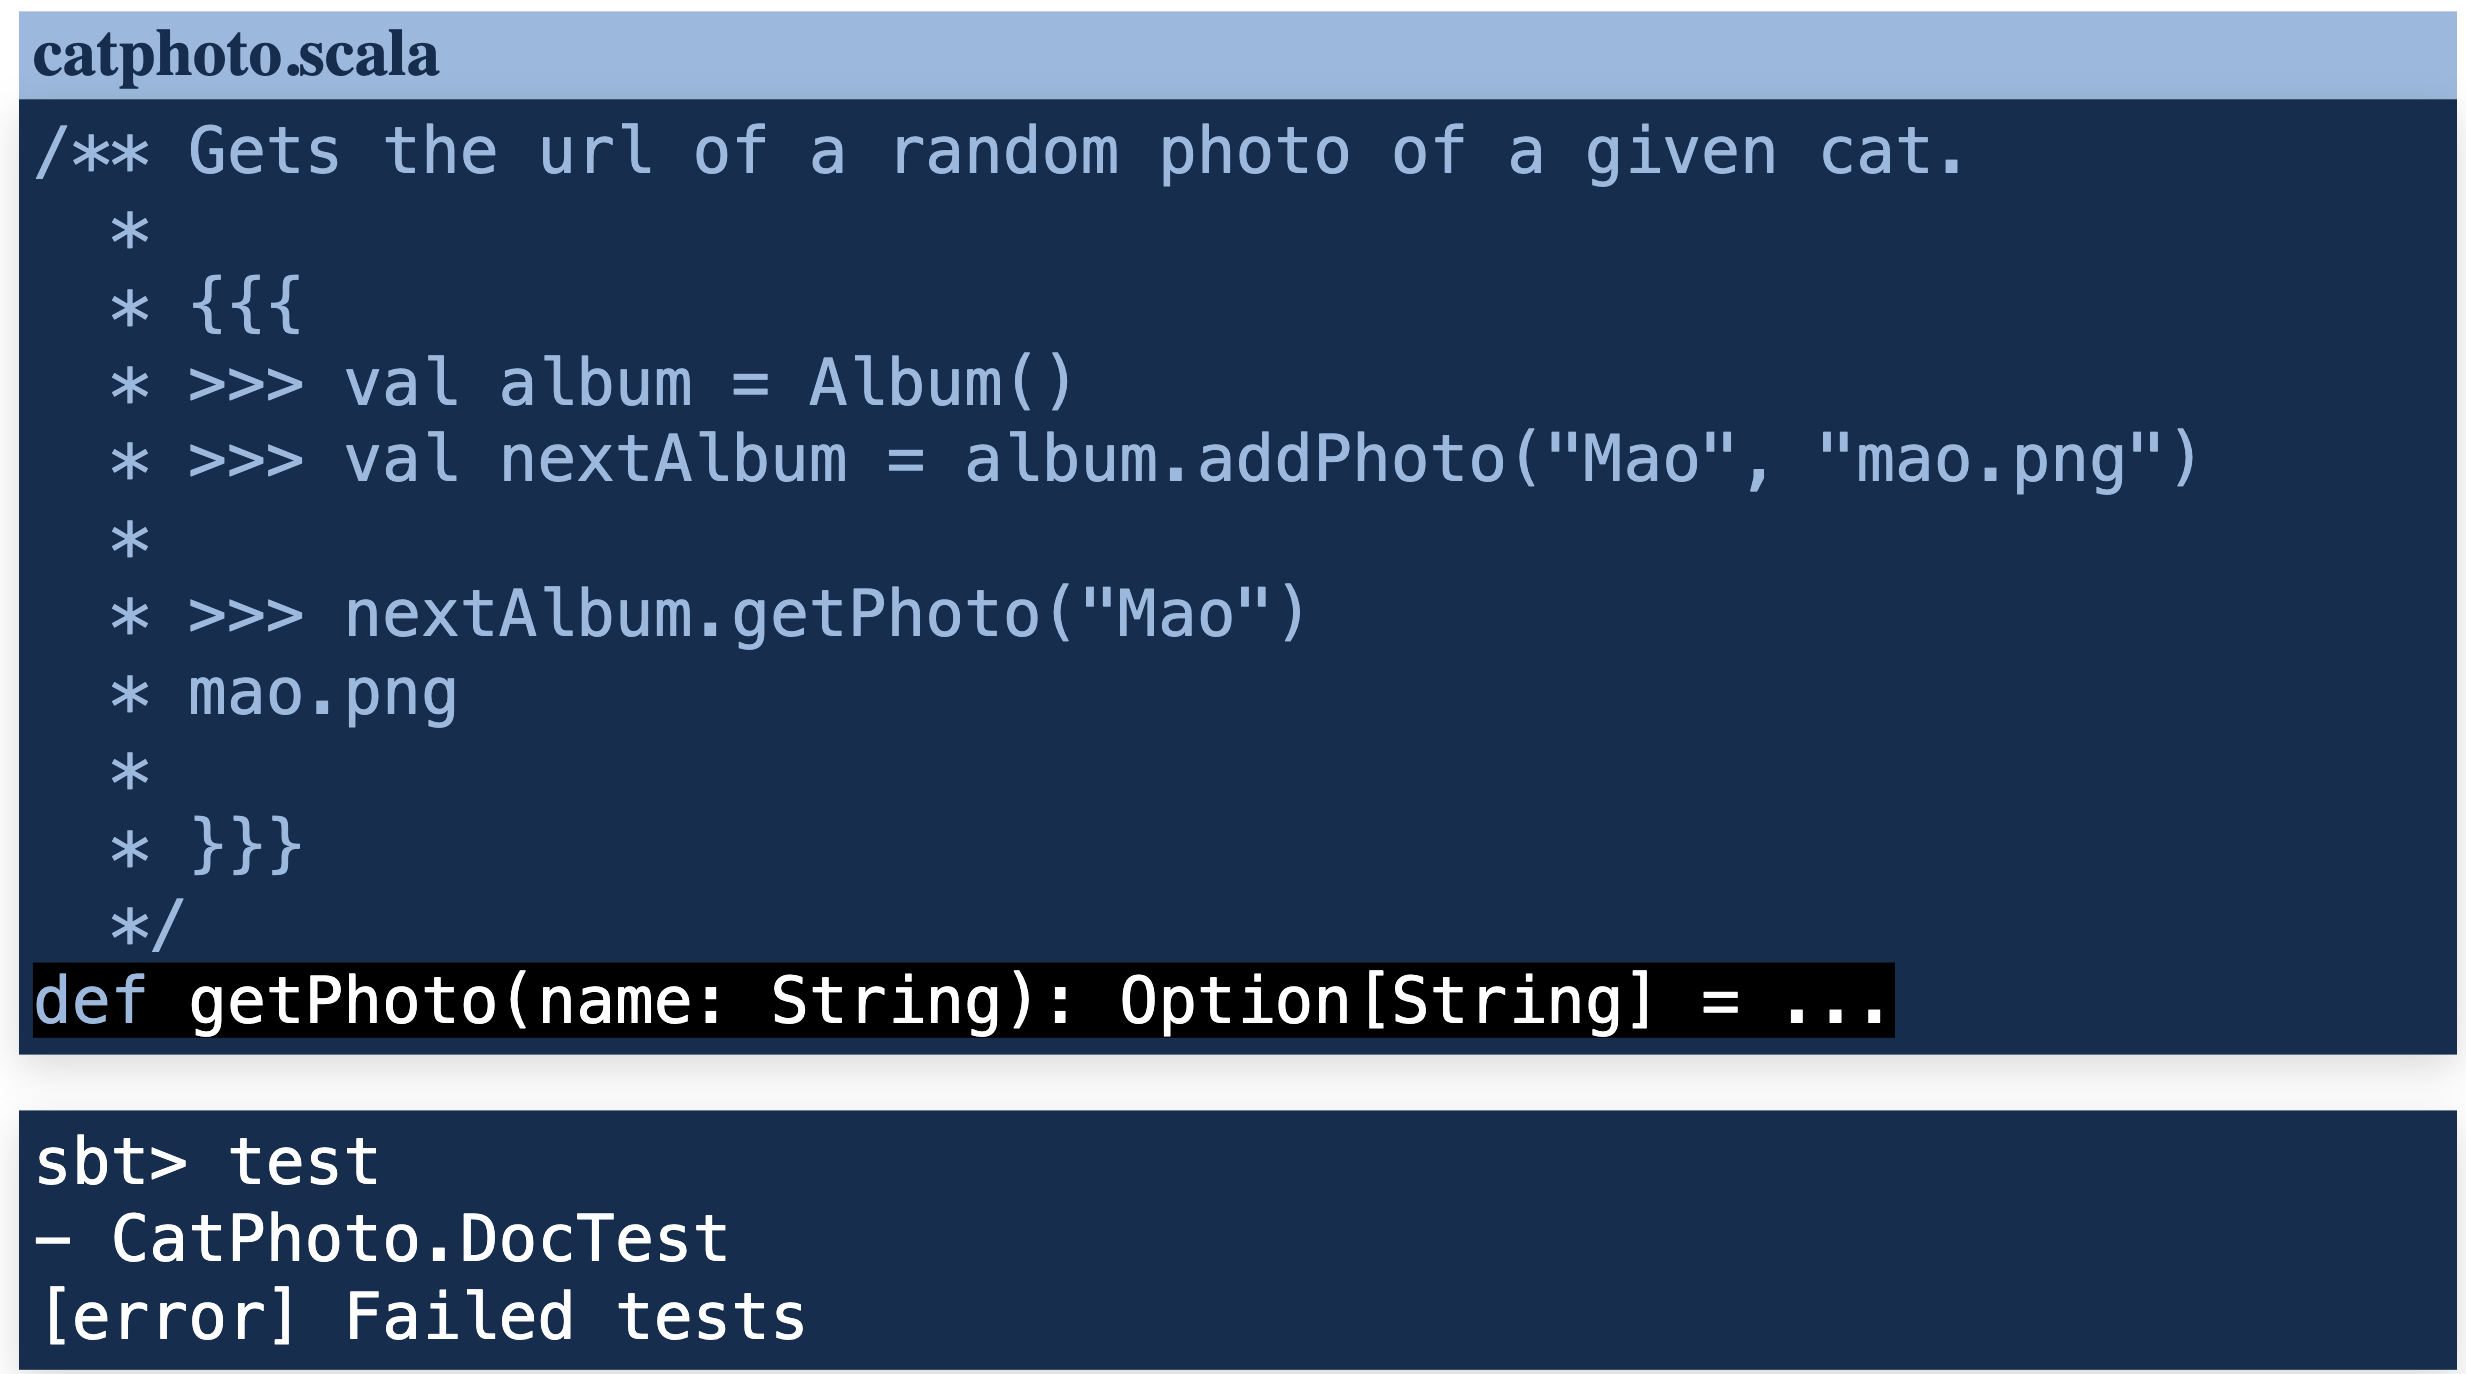 catphoto.scala
/** Gets the url of a random photo of a given cat.
  *
  * {{{
  * >>> val album = Album()
  * >>> val nextAlbum = album.addPhoto("Mao", "mao.png")
  *
  * >>> nextAlbum.getPhoto("Mao")
  * mao.png
  *
  * }}}
  */
def getPhoto(name: String): Option[String] = ...
sbt> test
– CatPhoto.DocTest
[error] Failed tests